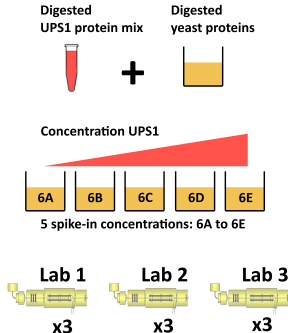 Digested Digested
UPS1 protein mix yeast proteins
Concentration UPS1
6A 6B 6C 6D 6E
5 spike-in concentrations: 6A to 6E
Lab 1 Lab 2 Lab 3
x3 x3 x3